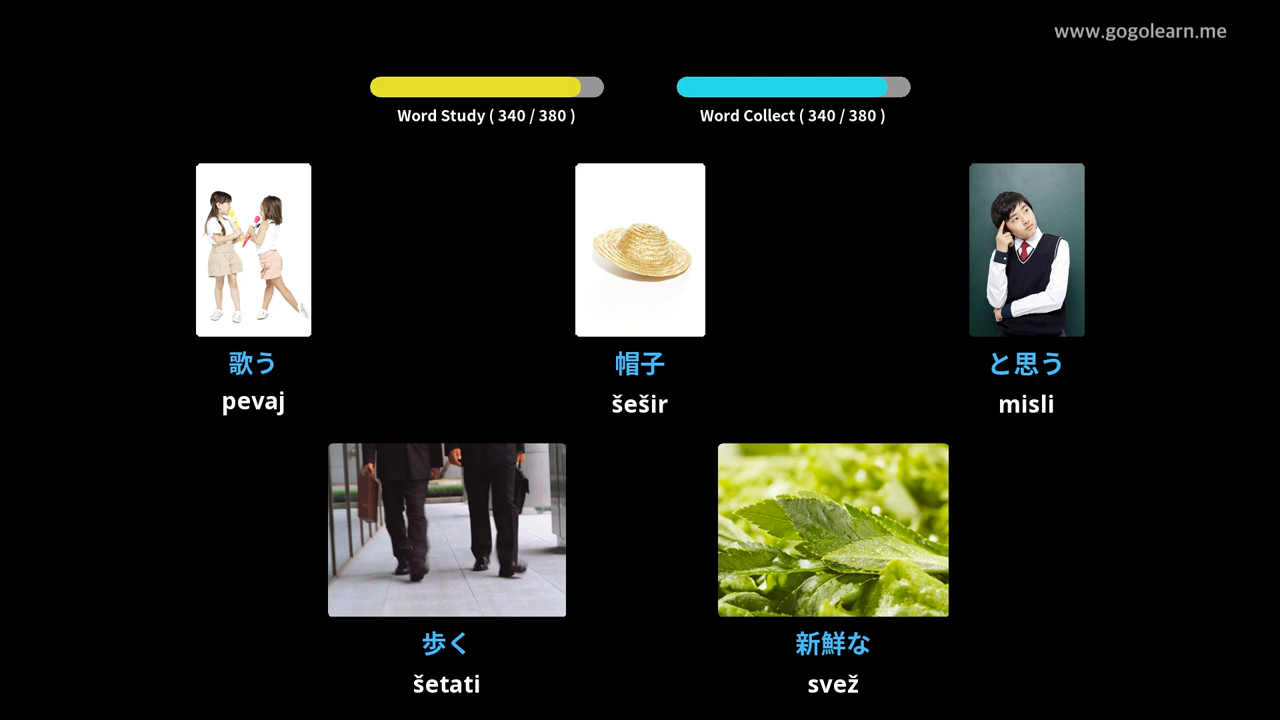 www.gogolearn.me
Word Study ( 340 / 380 )
Word Collect ( 340 / 380 )
歌う
pevaj
帽子
šešir
と思う
misli
歩く
šetati
新鮮な
svež